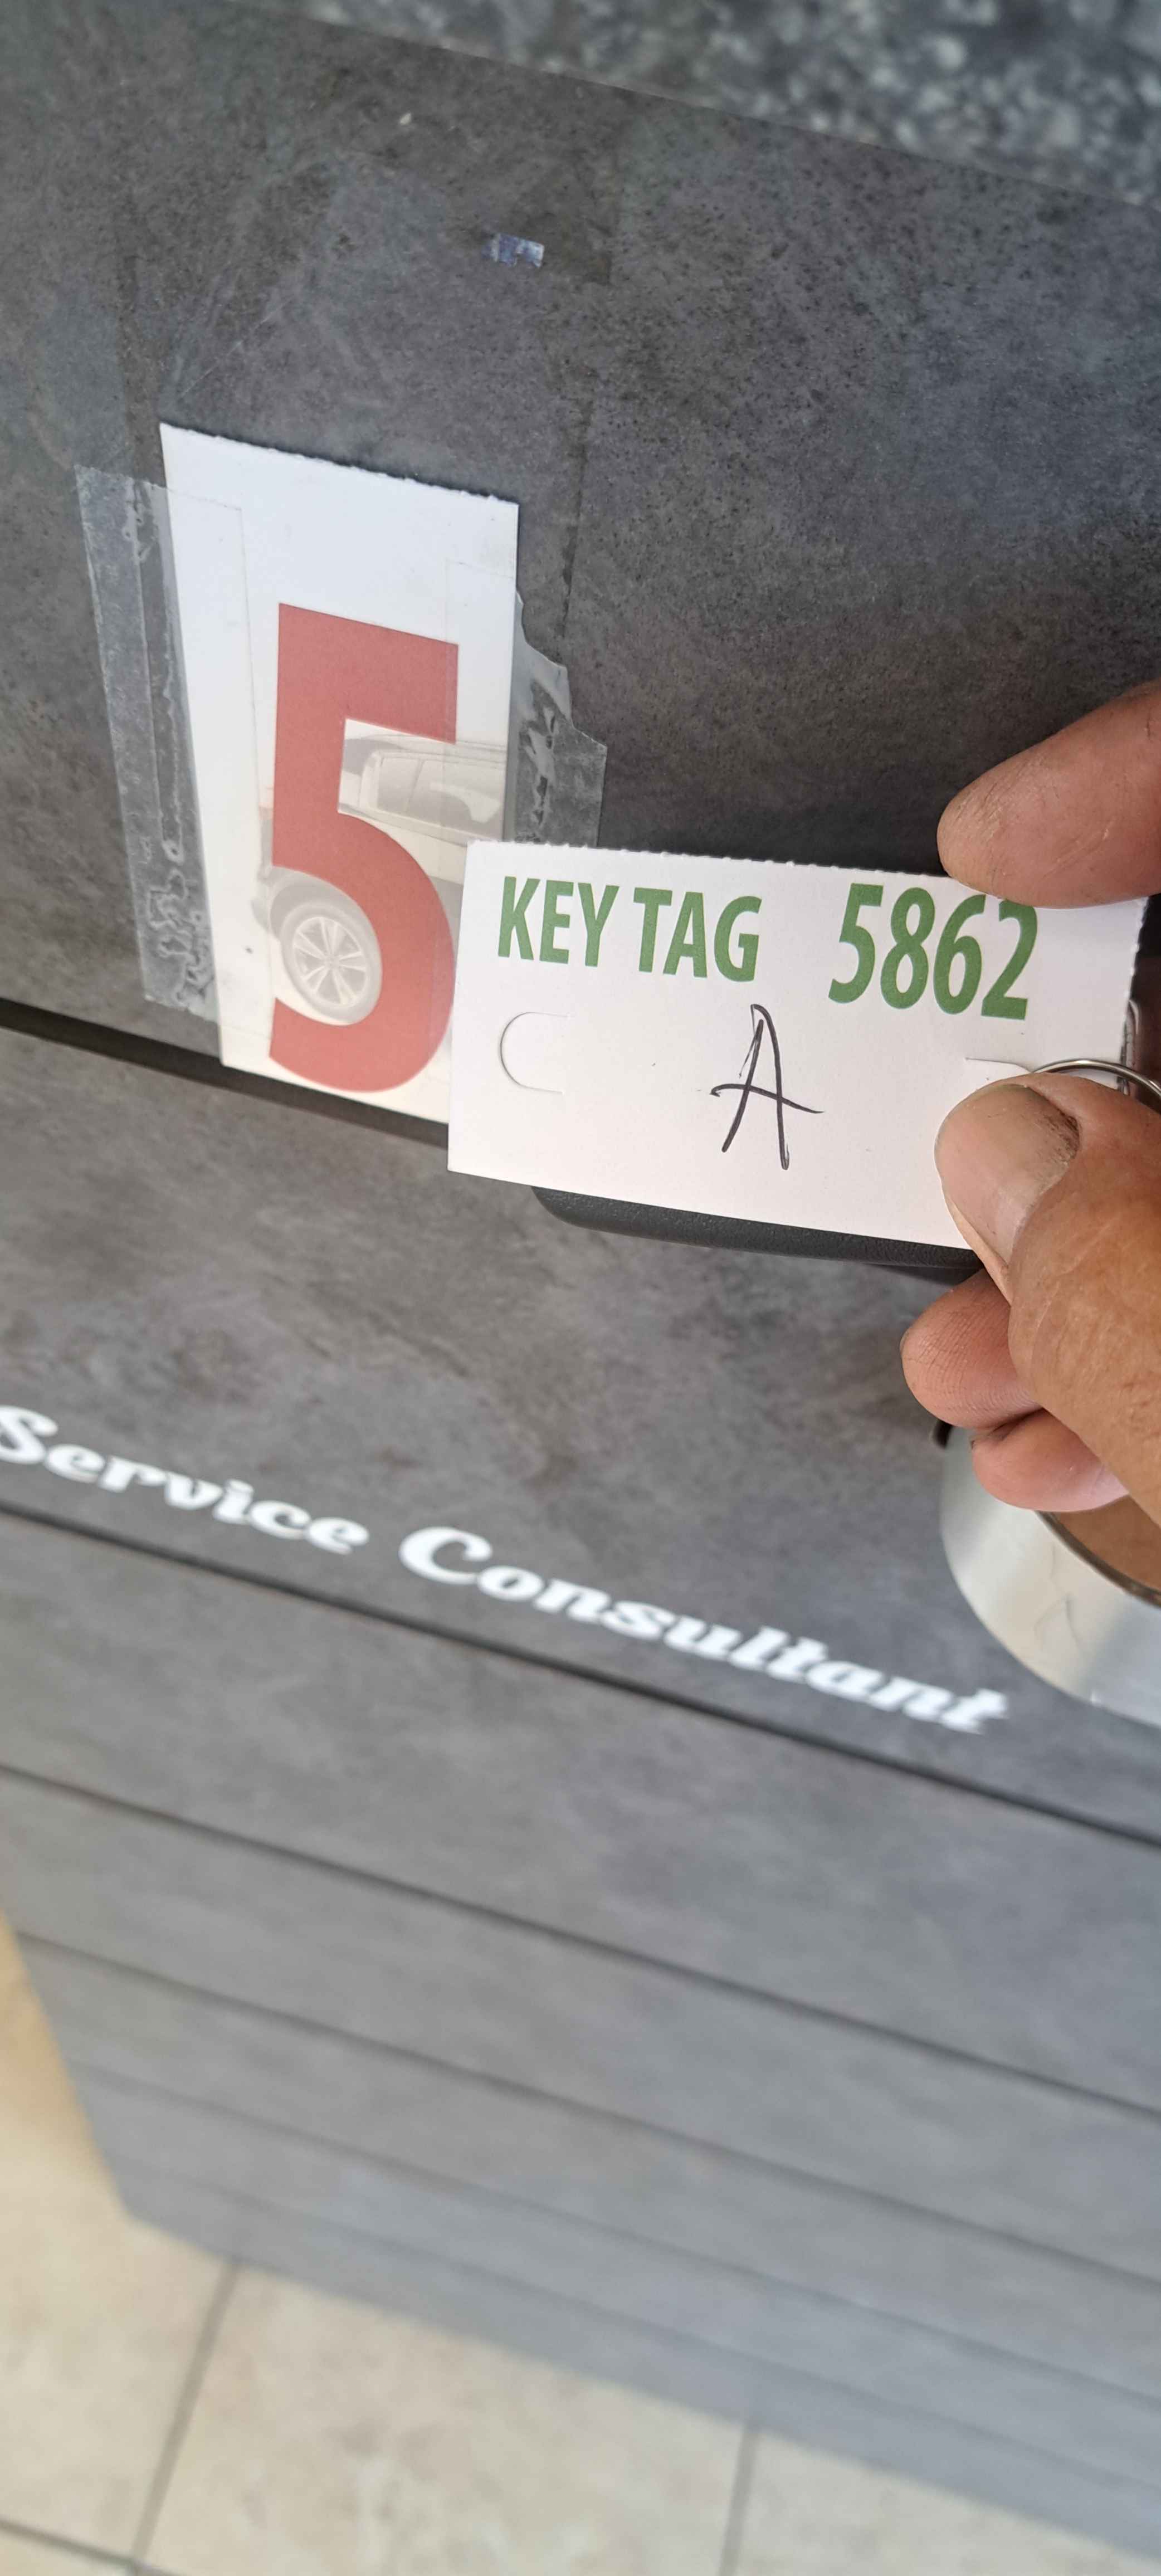 5
KEY TAG 5862
A
Service Consultant